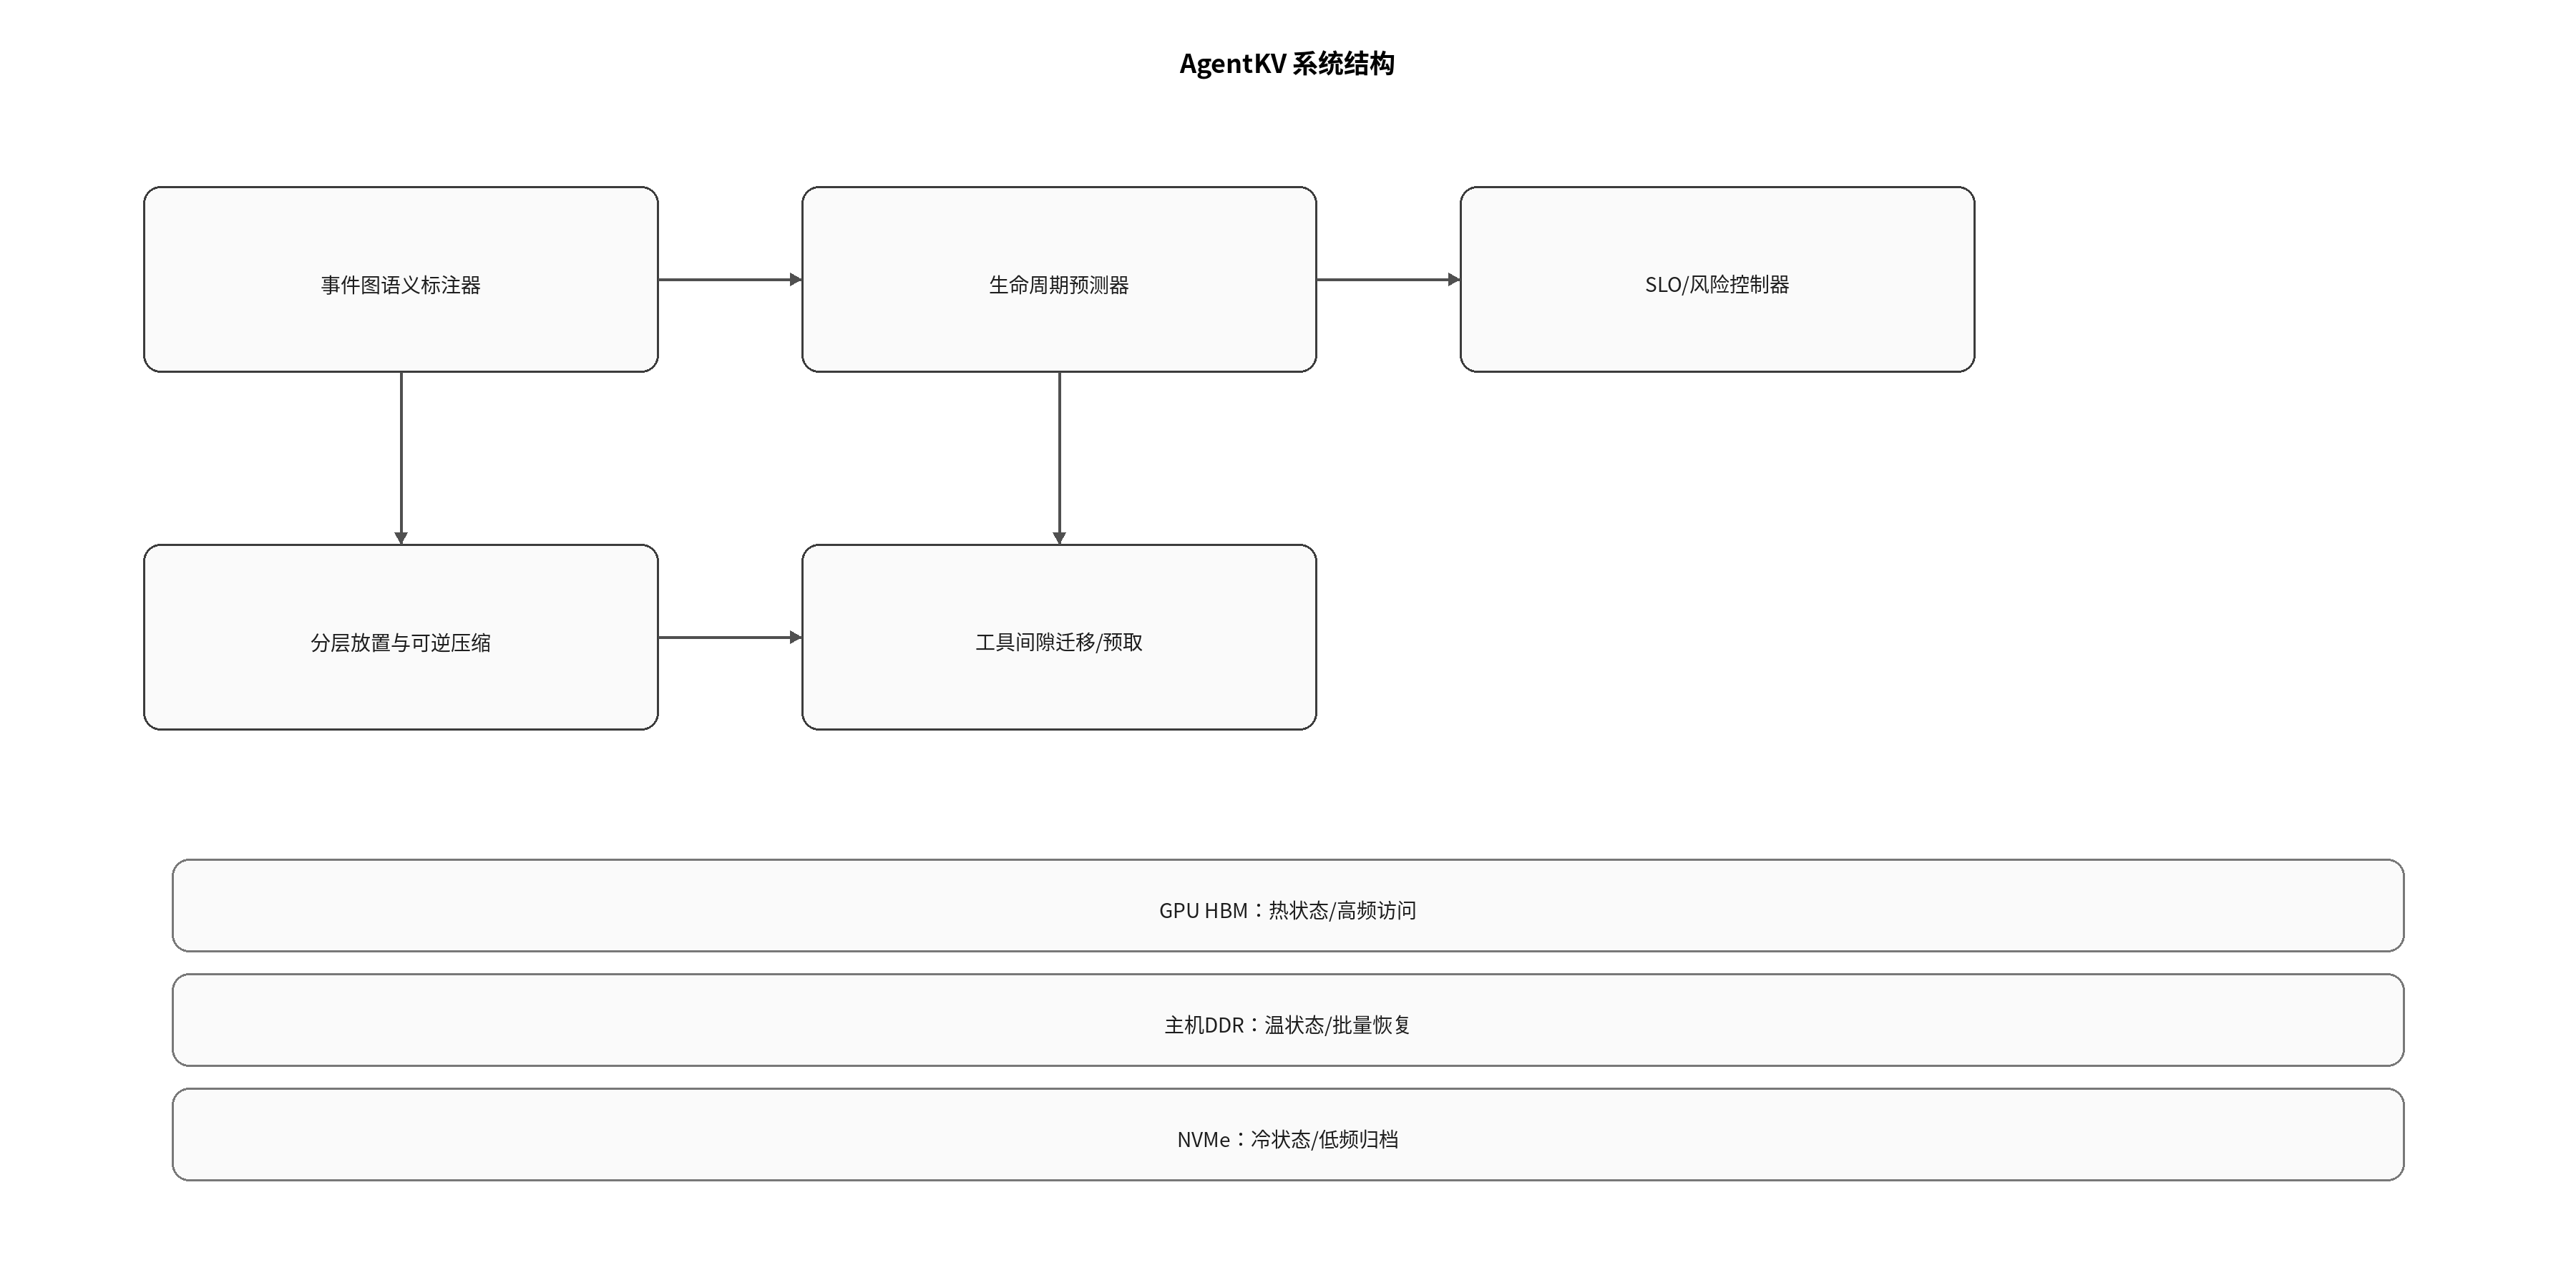 AgentKV 系统结构
事件图语义标注器
生命周期预测器
SLO/风险控制器
分层放置与可逆压缩
工具间隙迁移/预取
GPU HBM：热状态/高频访问
主机DDR：温状态/批量恢复
NVMe：冷状态/低频归档